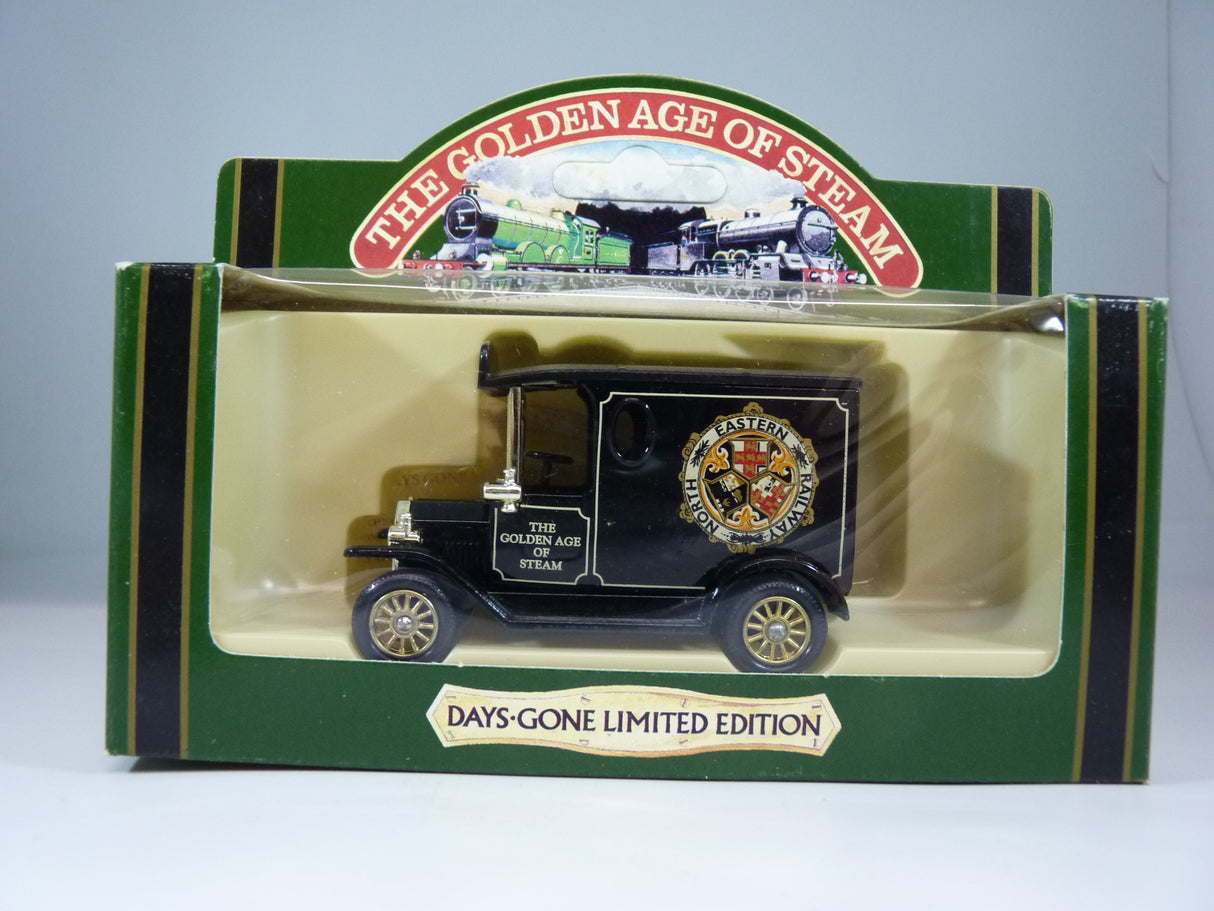 THE GOLDEN AGE OF STEAM
EASTERN
NORTH
RAILWAY
THE
GOLDEN AGE
OF
STEAM
DAYS-GONE LIMITED EDITION